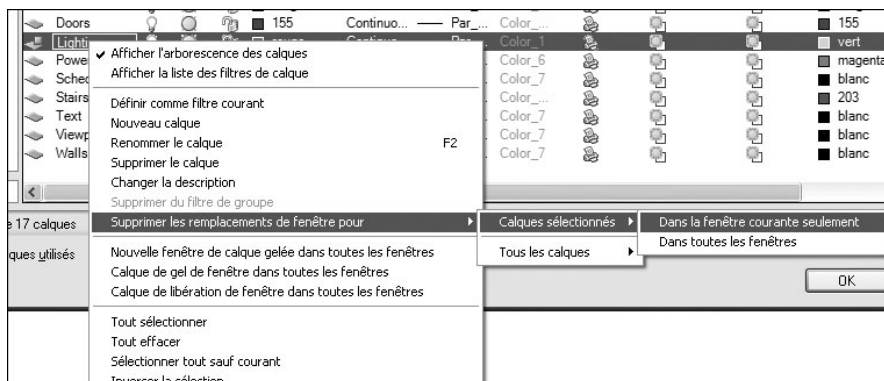 Doors 155 Continuo... Par_... Color_... 155
Lighti Color_1 vert
Powe Color_6 magenta
Sched Color_7 blanc
Stairs Color_... 203
Text Color_7 blanc
Viewp Color_7 blanc
Walls Color_7 blanc
Afficher l'arborescence des calques
Afficher la liste des filtres de calque
Définir comme filtre courant
Nouveau calque
Renommer le calque F2
Supprimer le calque
Changer la description
Supprimer du filtre de groupe
Supprimer les remplacements de fenêtre pour
Nouvelle fenêtre de calque gelée dans toutes les fenêtres
Calque de gel de fenêtre dans toutes les fenêtres
Calque de libération de fenêtre dans toutes les fenêtres
Tout sélectionner
Tout effacer
Sélectionner tout sauf courant
Inverser la sélection
Calques sélectionnés
Tous les calques
Dans la fenêtre courante seulement
Dans toutes les fenêtres
e 17 calques
ques utilisés
OK